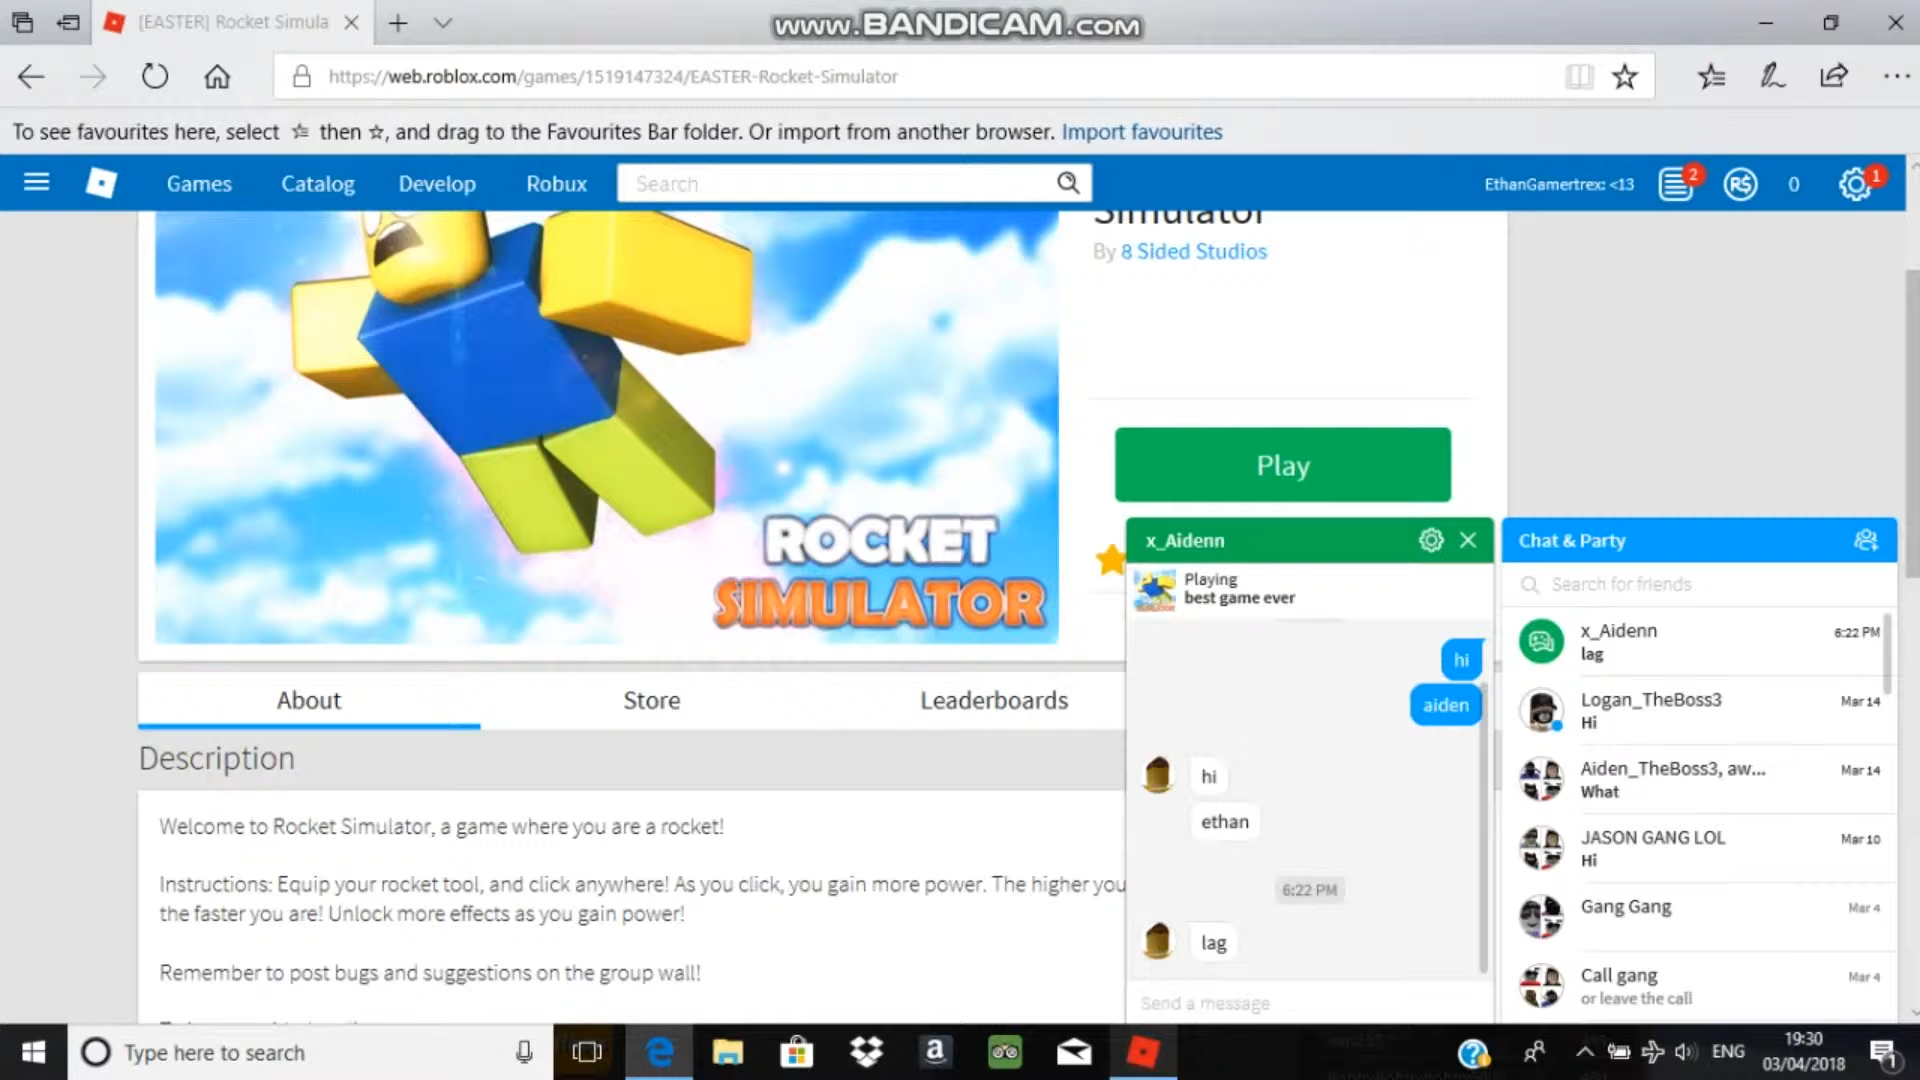 [EASTER] Rocket Simula
www.BANDICAM.com
https://web.roblox.com/games/1519147324/EASTER-Rocket-Simulator
To see favourites here, select then , and drag to the Favourites Bar folder. Or import from another browser. Import favourites
Games Catalog Develop Robux Search EthanGamertrex: <13 2 R$ 0 1
Simulator
By 8 Sided Studios
Play
ROCKET
SIMULATOR
x_Aidenn
Playing
best game ever
hi
aiden
hi
ethan
6:22 PM
lag
Send a message
Chat & Party
Search for friends
x_Aidenn 6:22 PM
lag
Logan_TheBoss3 Mar 14
Hi
Aiden_TheBoss3, aw... Mar 14
What
JASON GANG LOL Mar 10
Hi
Gang Gang Mar 4
Call gang Mar 4
or leave the call
About Store Leaderboards
Description
Welcome to Rocket Simulator, a game where you are a rocket!
Instructions: Equip your rocket tool, and click anywhere! As you click, you gain more power. The higher you
the faster you are! Unlock more effects as you gain power!
Remember to post bugs and suggestions on the group wall!
Type here to search
ENG
19:30
03/04/2018
1